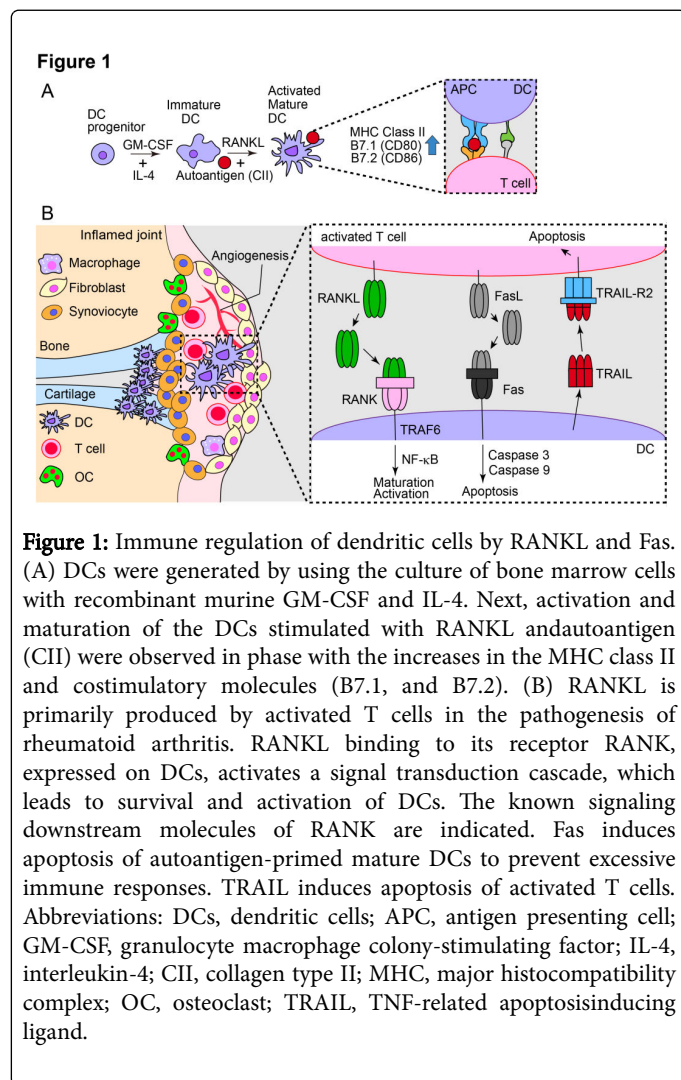 Figure 1
A
DC
progenitor
GM-CSF
+
IL-4
Immature
DC
RANKL
+
Autoantigen (CII)
Activated
Mature
DC
MHC Class II
B7.1 (CD80)
B7.2 (CD86)
APC
DC
T cell
B
Inflamed joint
Macrophage
Fibroblast
Synoviocyte
Angiogenesis
Bone
Cartilage
DC
T cell
OC
activated T cell
Apoptosis
RANKL
FasL
TRAIL-R2
RANK
Fas
TRAIL
TRAF6
DC
NF-κB
Maturation
Activation
Caspase 3
Caspase 9
Apoptosis
Figure 1: Immune regulation of dendritic cells by RANKL and Fas.
(A) DCs were generated by using the culture of bone marrow cells
with recombinant murine GM-CSF and IL-4. Next, activation and
maturation of the DCs stimulated with RANKL andautoantigen
(CII) were observed in phase with the increases in the MHC class II
and costimulatory molecules (B7.1, and B7.2). (B) RANKL is
primarily produced by activated T cells in the pathogenesis of
rheumatoid arthritis. RANKL binding to its receptor RANK,
expressed on DCs, activates a signal transduction cascade, which
leads to survival and activation of DCs. The known signaling
downstream molecules of RANK are indicated. Fas induces
apoptosis of autoantigen-primed mature DCs to prevent excessive
immune responses. TRAIL induces apoptosis of activated T cells.
Abbreviations: DCs, dendritic cells; APC, antigen presenting cell;
GM-CSF, granulocyte macrophage colony-stimulating factor; IL-4,
interleukin-4; CII, collagen type II; MHC, major histocompatibility
complex; OC, osteoclast; TRAIL, TNF-related apoptosisinducing
ligand.